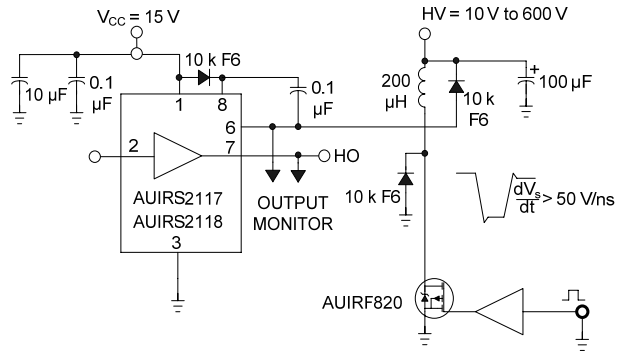 V_CC = 15 V
HV = 10 V to 600 V
10 k F6
10 µF
0.1
µF
1
8
0.1
µF
200
µH
10 k
F6
+
100 µF
6
2
7
HO
AUIRS2117
AUIRS2118
OUTPUT
MONITOR
10 k F6
dV_s
dt
> 50 V/ns
3
AUIRF820